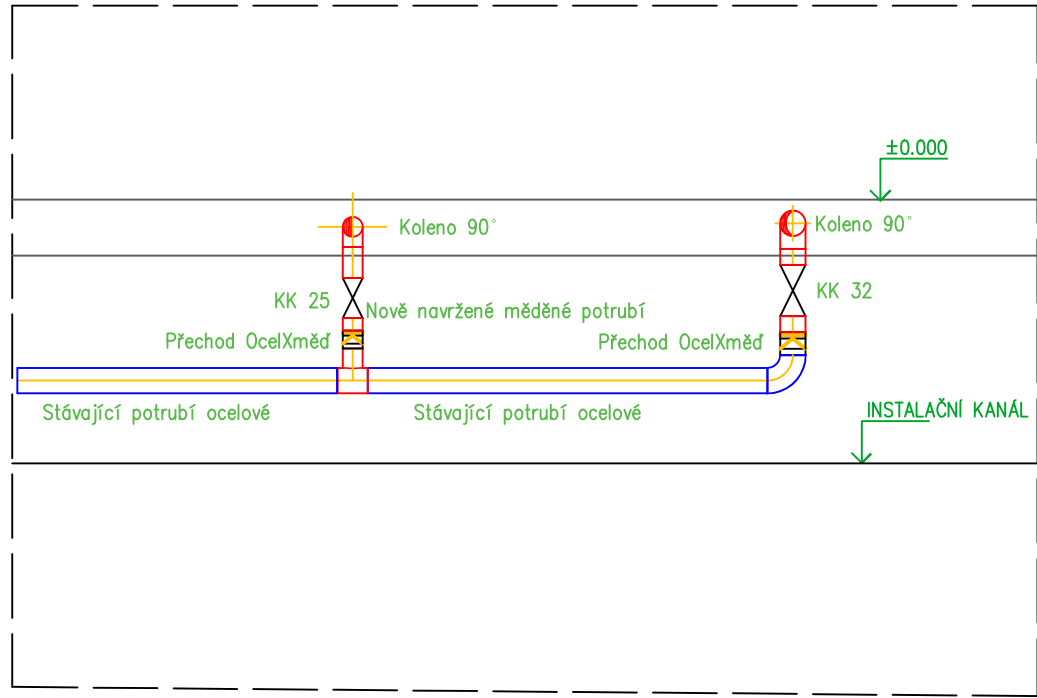 ±0.000
Koleno 90°
Koleno 90°
KK 25
KK 32
Nově navržené měděné potrubí
Přechod OcelXměď
Přechod OcelXměď
Stávající potrubí ocelové
Stávající potrubí ocelové
INSTALAČNÍ KANÁL